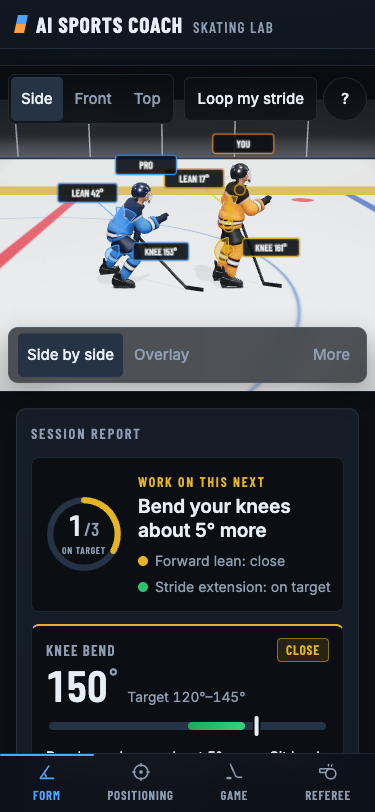 AI SPORTS COACH SKATING LAB
Side Front Top Loop my stride ?
YOU
PRO
LEAN 17°
LEAN 42°
KNEE 153°
KNEE 161°
Side by side Overlay More
SESSION REPORT
WORK ON THIS NEXT
Bend your knees
about 5° more
1/3
ON TARGET
Forward lean: close
Stride extension: on target
KNEE BEND CLOSE
150° Target 120°–145°
FORM POSITIONING GAME REFEREE